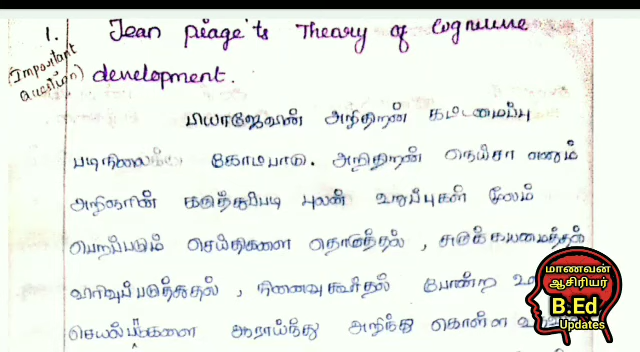 1. Jean piage'ts Theory of Cognitive
(Important Question) development.
பியாஜேயின் அறிதிறன் கட்டமைப்பு
படிநிலைக் கோட்பாடு. அறிதிறன் நெய்சா எனும்
அறிஞரின் கருத்துப்படி புலன் உறுப்புகள் மூலம்
பெறப்படும் செய்திகளை தொகுத்தல், சுருக்கமமைத்தல்
விரிவுப்படுத்துதல், நினைவு கூர்தல் போன்ற
செயல்பாங்களை ஆராய்ந்து அறிந்து கொள்ள
மாணவன்
ஆசிரியர்
B.Ed
Updates